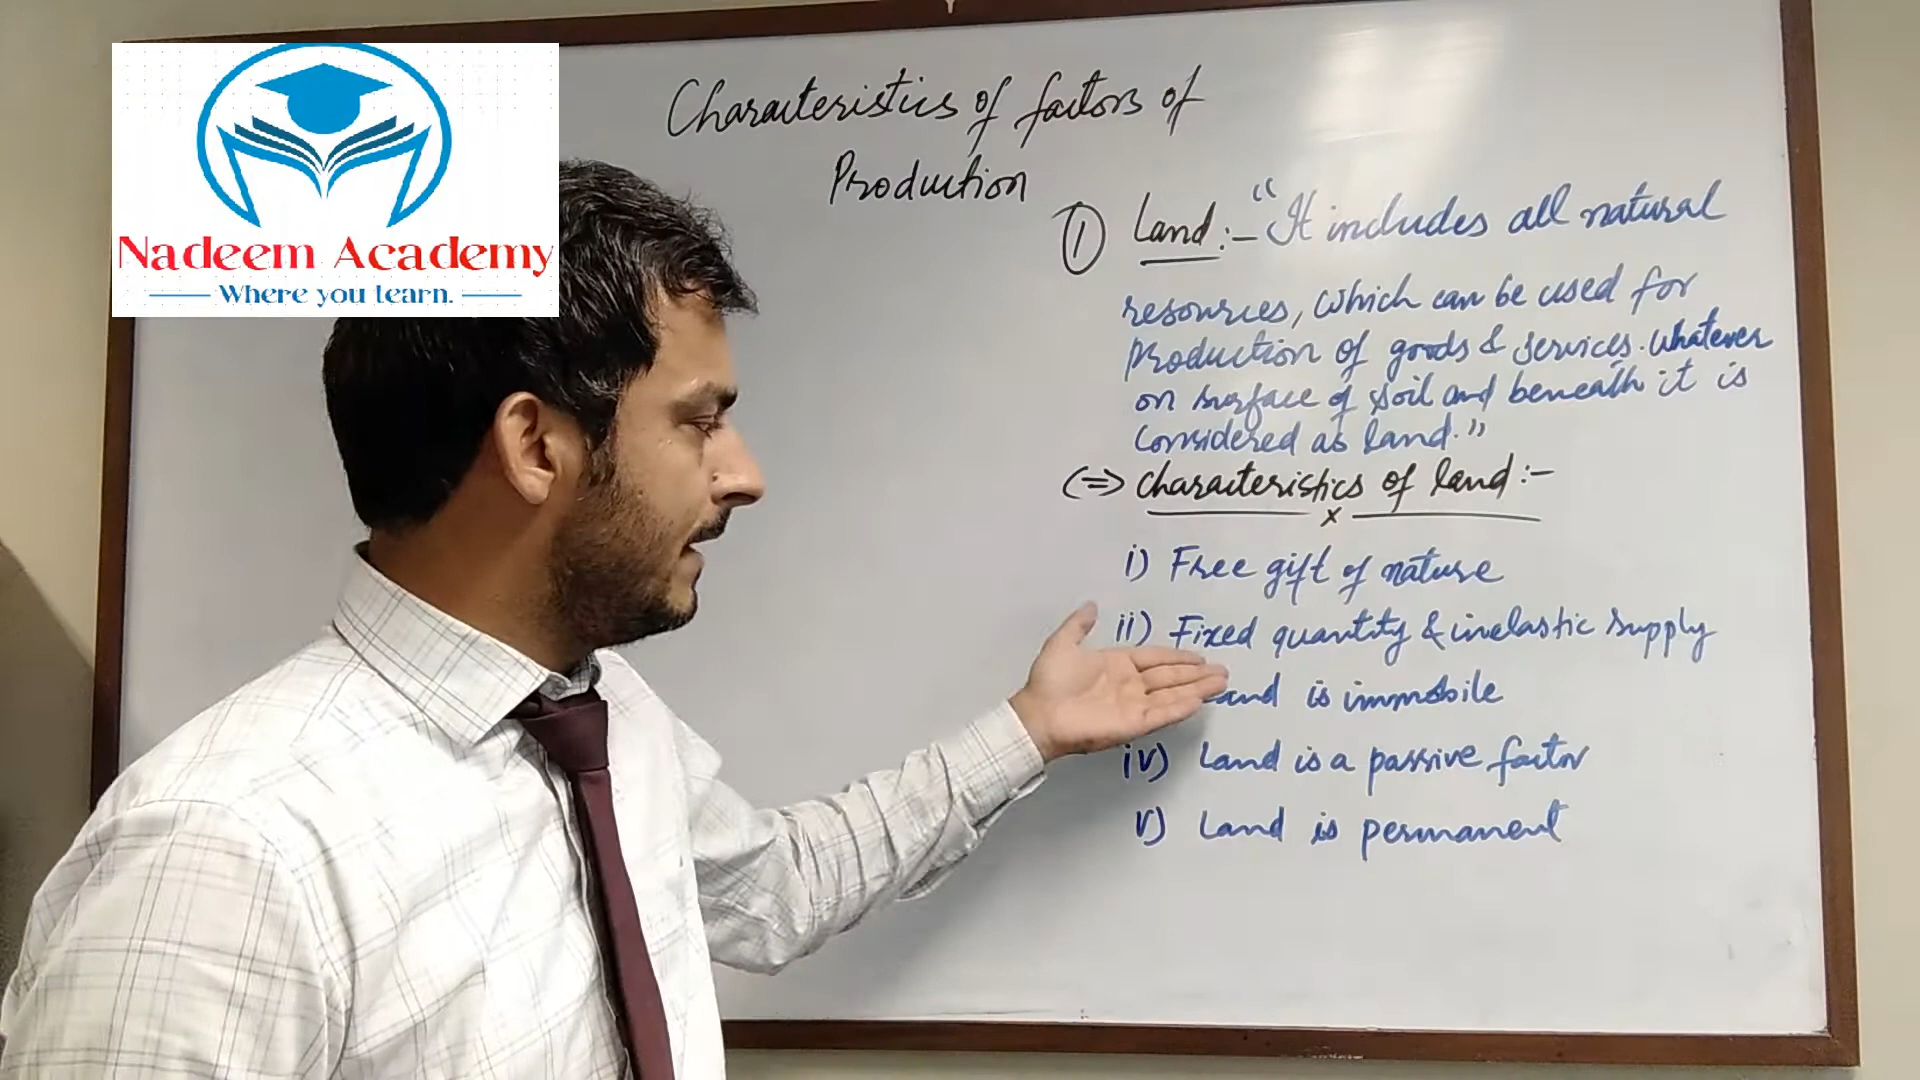 Nadeem Academy
Where you learn.
Characteristics of factors of
Production
1 Land:- "It includes all natural
resources, which can be used for
Production of goods & services. Whatever
on surface of soil and beneath it is
Considered as land."
(=> Characteristics of land:-
x
i) Free gift of nature
ii) Fixed quantity & inelastic supply
is immobile
iv) Land is a passive factor
v) Land is permanent